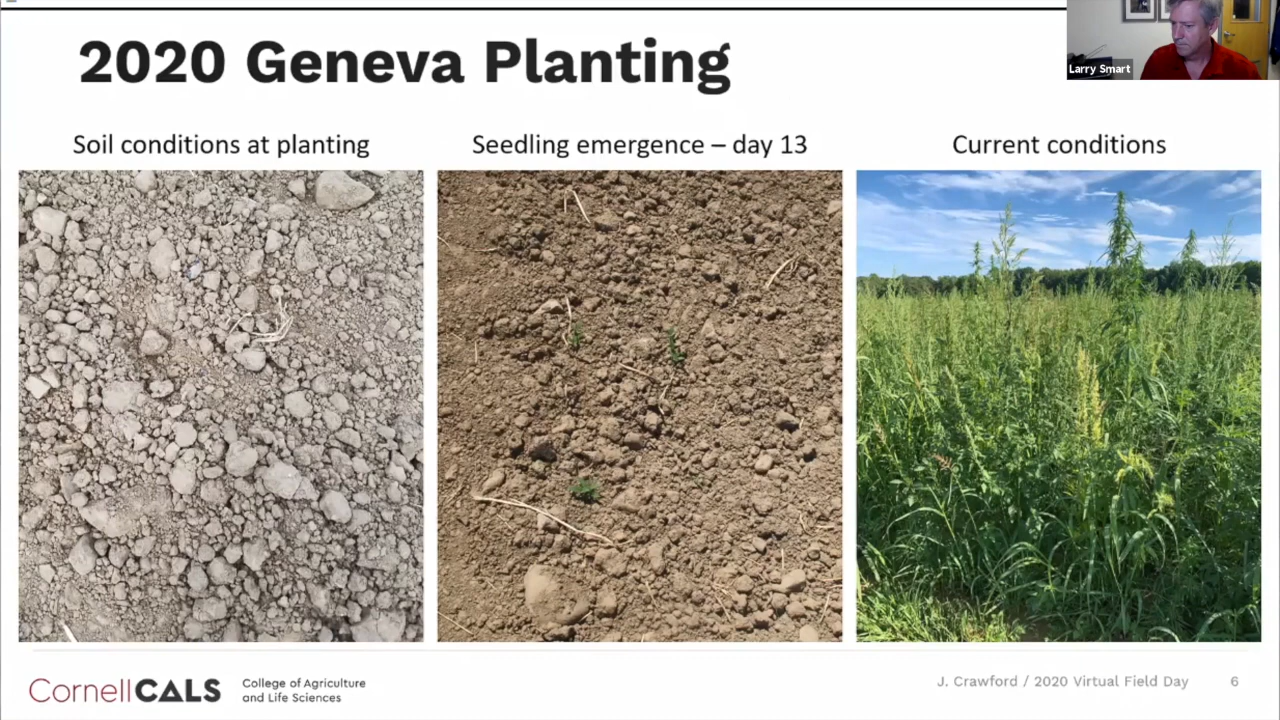 2020 Geneva Planting
Larry Smart
Soil conditions at planting
Seedling emergence – day 13
Current conditions
CornellCALS
College of Agriculture
and Life Sciences
J. Crawford / 2020 Virtual Field Day
6